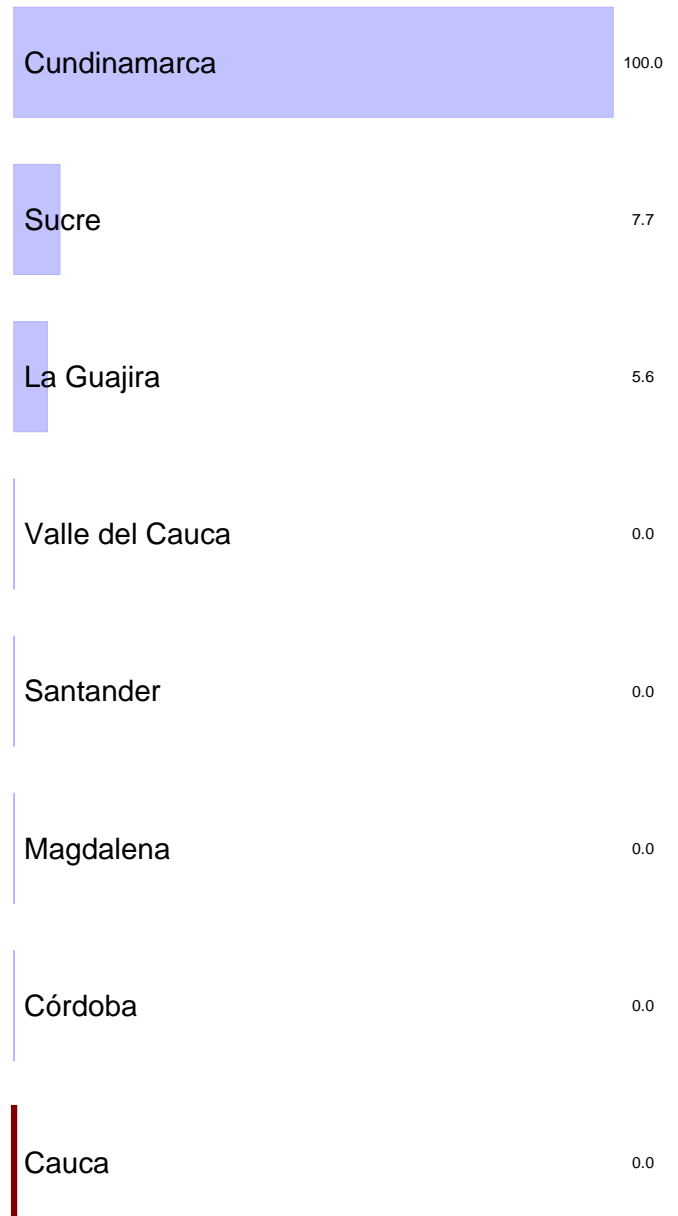 Cundinamarca 100.0
Sucre 7.7
La Guajira 5.6
Valle del Cauca 0.0
Santander 0.0
Magdalena 0.0
Córdoba 0.0
Cauca 0.0